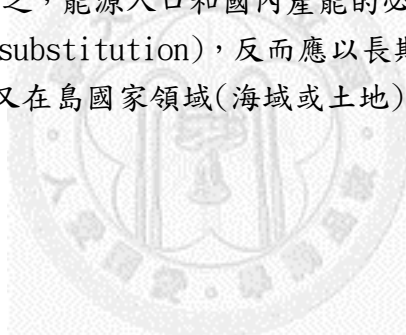 之，能源入口和國內產能的必
substitution)，反而應以長期
又在島國家領域(海域或土地)